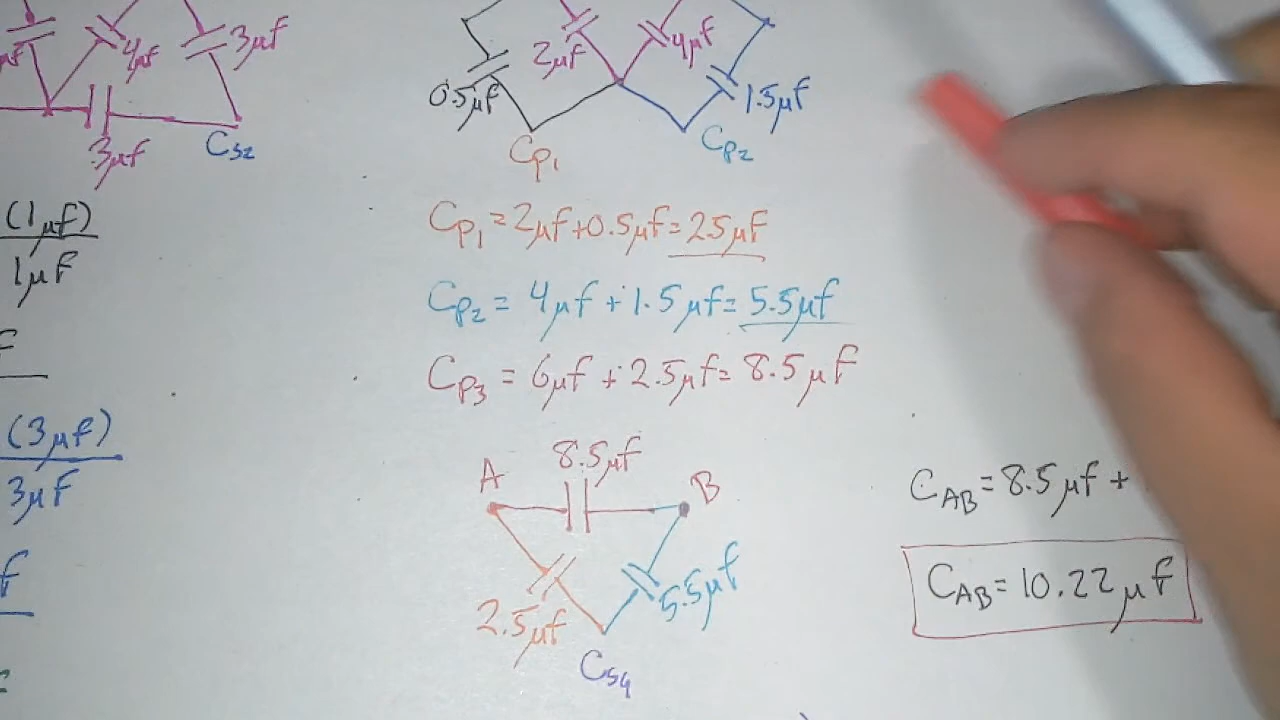 μf 4μf 3μf
3μf Cs2
2μf 4μf
0.5μf 1.5μf
Cp1 Cp2
(1μf)
1μF
Cp1 = 2μf+0.5μf = 25μF
Cp2 = 4μf + 1.5μf = 5.5μf
Cp3 = 6μf + 2.5μf = 8.5μF
(3μf)
3μF
f
8.5μf
A B
2.5μf 5.5μf
Cs4
CAB = 8.5μf +
CAB = 10.22μF